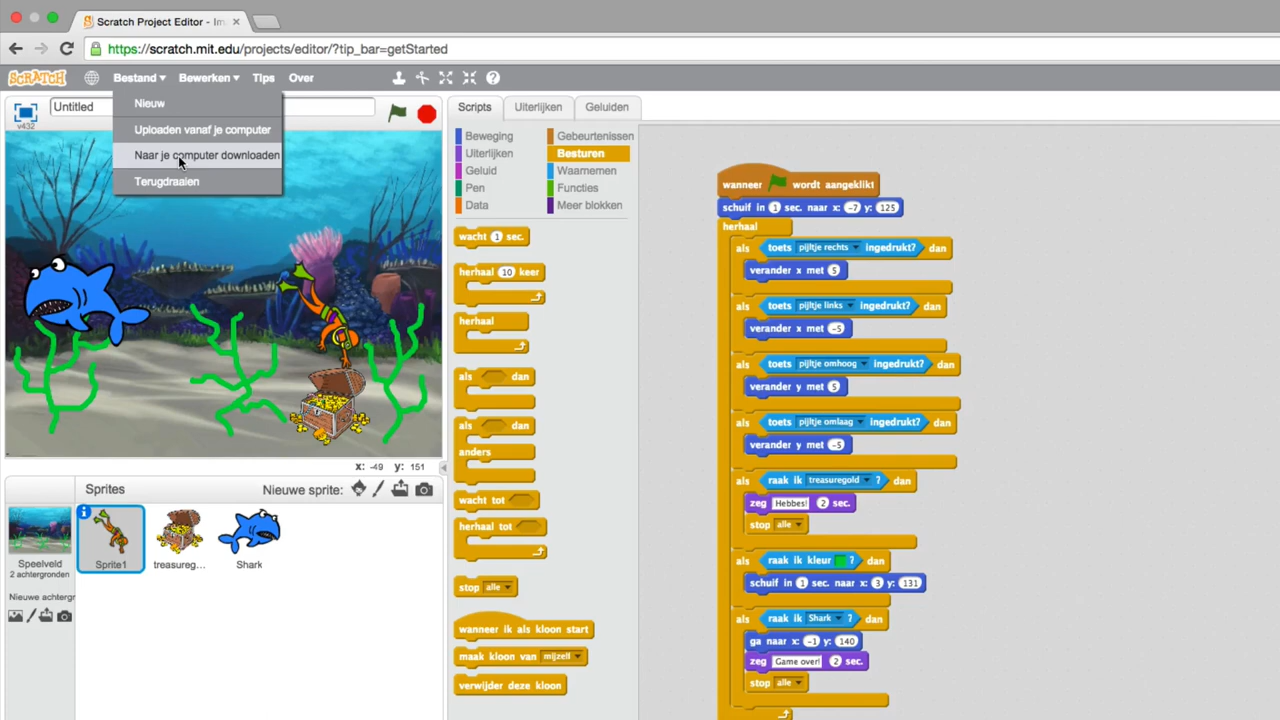 Scratch Project Editor - Im
https://scratch.mit.edu/projects/editor/?tip_bar=getStarted
SCRATCH Bestand Bewerken Tips Over
Untitled
v432
Nieuw
Uploaden vanaf je computer
Naar je computer downloaden
Terugdraaien
x: -49 y: 151
Sprites Nieuwe sprite:
Speelveld
2 achtergronden
Nieuwe achtergr
Sprite1
treasureg...
Shark
Scripts Uiterlijken Geluiden
Beweging Gebeurtenissen
Uiterlijken Besturen
Geluid Waarnemen
Pen Functies
Data Meer blokken
wacht 1 sec.
herhaal 10 keer
herhaal
als dan
als dan
anders
wacht tot
herhaal tot
stop alle
wanneer ik als kloon start
maak kloon van mijzelf
verwijder deze kloon
wanneer wordt aangeklikt
schuif in 1 sec. naar x: -7 y: 125
herhaal
als toets pijltje rechts ingedrukt? dan
verander x met 5
als toets pijltje links ingedrukt? dan
verander x met -5
als toets pijltje omhoog ingedrukt? dan
verander y met 5
als toets pijltje omlaag ingedrukt? dan
verander y met -5
als raak ik treasuregold ? dan
zeg Hebbes! 2 sec.
stop alle
als raak ik kleur ? dan
schuif in 1 sec. naar x: 3 y: 131
als raak ik Shark ? dan
ga naar x: -1 y: 140
zeg Game over! 2 sec.
stop alle